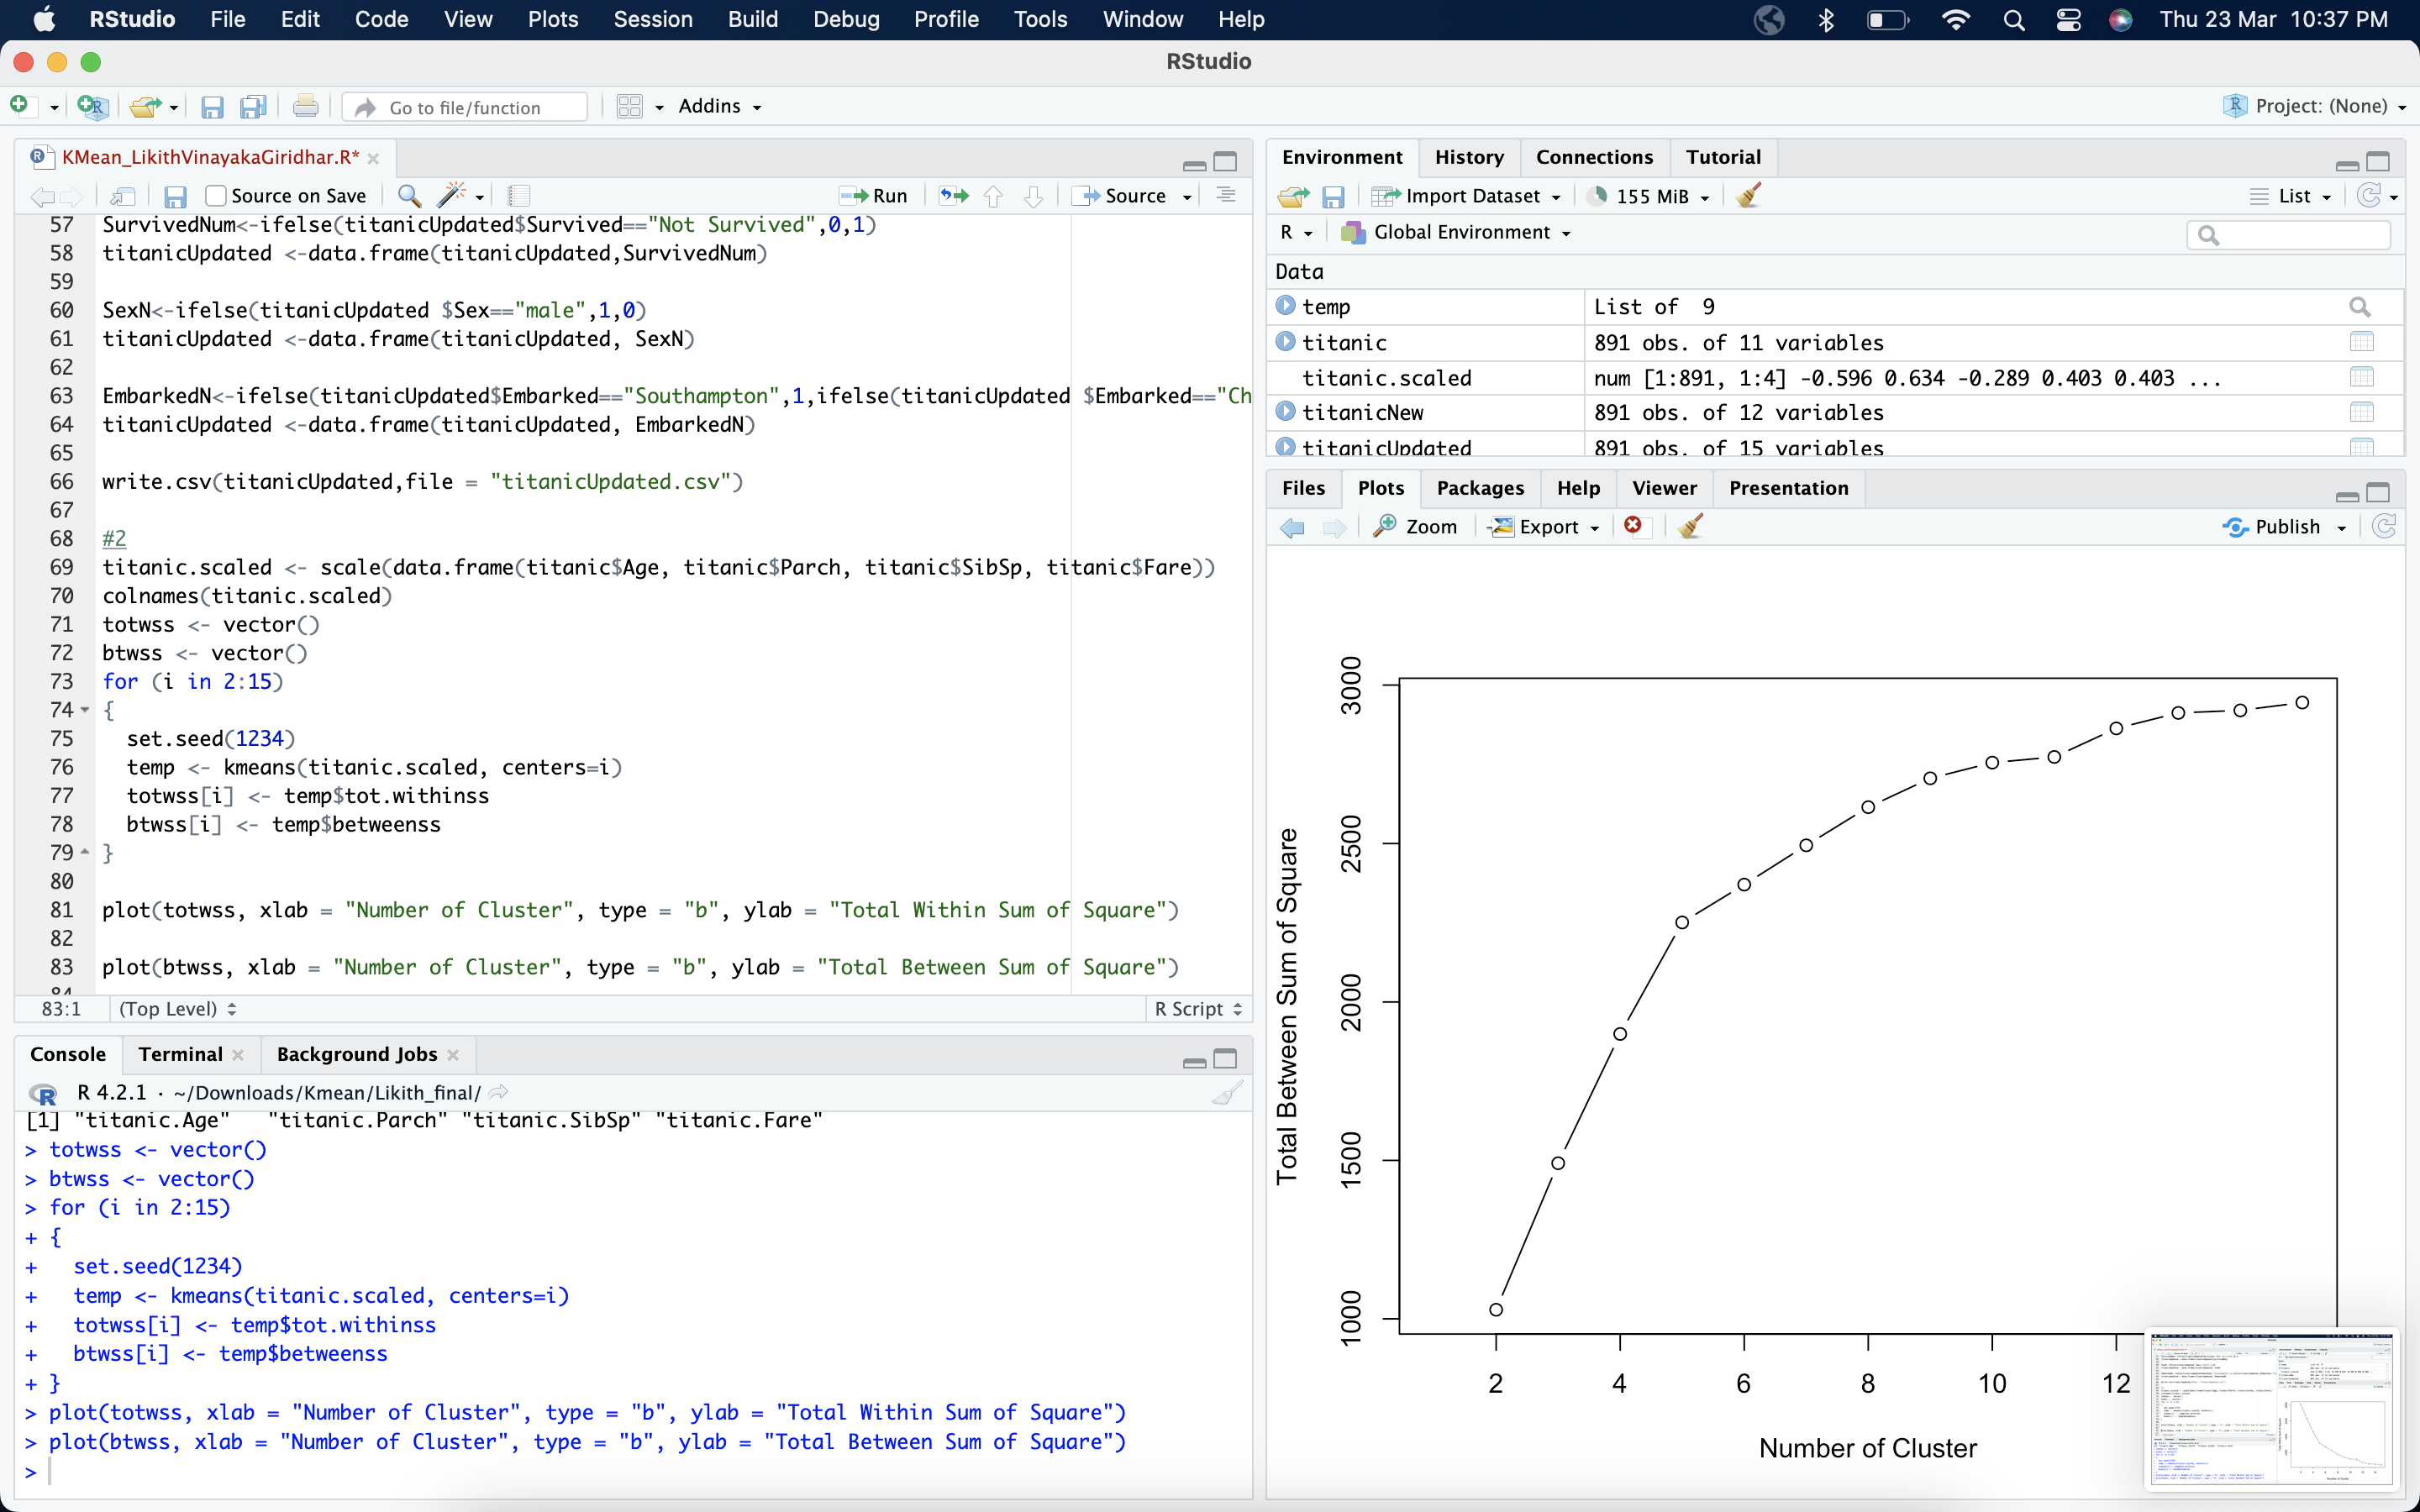 RStudio File Edit Code View Plots Session Build Debug Profile Tools Window Help Thu 23 Mar 10:37 PM
RStudio
Go to file/function Addins Project: (None)
KMean_LikithVinayakaGiridhar.R*
Source on Save Run Source
57 SurvivedNum<-ifelse(titanicUpdated$Survived=="Not Survived",0,1)
58 titanicUpdated <-data.frame(titanicUpdated,SurvivedNum)
59
60 SexN<-ifelse(titanicUpdated $Sex=="male",1,0)
61 titanicUpdated <-data.frame(titanicUpdated, SexN)
62
63 EmbarkedN<-ifelse(titanicUpdated$Embarked=="Southampton",1,ifelse(titanicUpdated $Embarked=="Ch
64 titanicUpdated <-data.frame(titanicUpdated, EmbarkedN)
65
66 write.csv(titanicUpdated,file = "titanicUpdated.csv")
67
68 #2
69 titanic.scaled <- scale(data.frame(titanic$Age, titanic$Parch, titanic$SibSp, titanic$Fare))
70 colnames(titanic.scaled)
71 totwss <- vector()
72 btwss <- vector()
73 for (i in 2:15)
74 {
75 set.seed(1234)
76 temp <- kmeans(titanic.scaled, centers=i)
77 totwss[i] <- temp$tot.withinss
78 btwss[i] <- temp$betweenss
79 }
80
81 plot(totwss, xlab = "Number of Cluster", type = "b", ylab = "Total Within Sum of Square")
82
83 plot(btwss, xlab = "Number of Cluster", type = "b", ylab = "Total Between Sum of Square")
84
83:1 (Top Level) R Script
Console Terminal Background Jobs
R 4.2.1 · ~/Downloads/Kmean/Likith_final/
[1] "titanic.Age" "titanic.Parch" "titanic.SibSp" "titanic.Fare"
> totwss <- vector()
> btwss <- vector()
> for (i in 2:15)
+ {
+ set.seed(1234)
+ temp <- kmeans(titanic.scaled, centers=i)
+ totwss[i] <- temp$tot.withinss
+ btwss[i] <- temp$betweenss
+ }
> plot(totwss, xlab = "Number of Cluster", type = "b", ylab = "Total Within Sum of Square")
> plot(btwss, xlab = "Number of Cluster", type = "b", ylab = "Total Between Sum of Square")
>
Environment History Connections Tutorial
Import Dataset 155 MiB List
R Global Environment
Data
temp List of 9
titanic 891 obs. of 11 variables
titanic.scaled num [1:891, 1:4] -0.596 0.634 -0.289 0.403 0.403 ...
titanicNew 891 obs. of 12 variables
titanicUpdated 891 obs. of 15 variables
Files Plots Packages Help Viewer Presentation
Zoom Export Publish
Total Between Sum of Square
3000
2500
2000
1500
1000
2 4 6 8 10 12
Number of Cluster